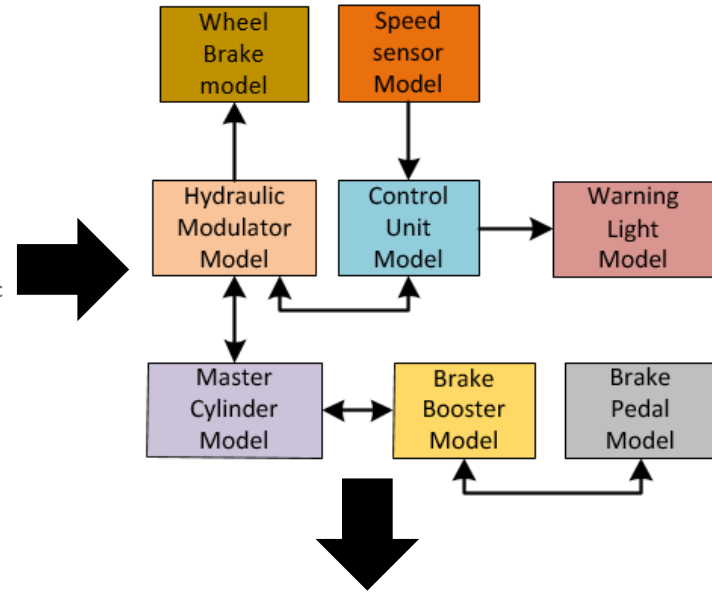 Wheel
Brake
model
Speed
sensor
Model
Hydraulic
Modulator
Model
Control
Unit
Model
Warning
Light
Model
c
Master
Cylinder
Model
Brake
Booster
Model
Brake
Pedal
Model